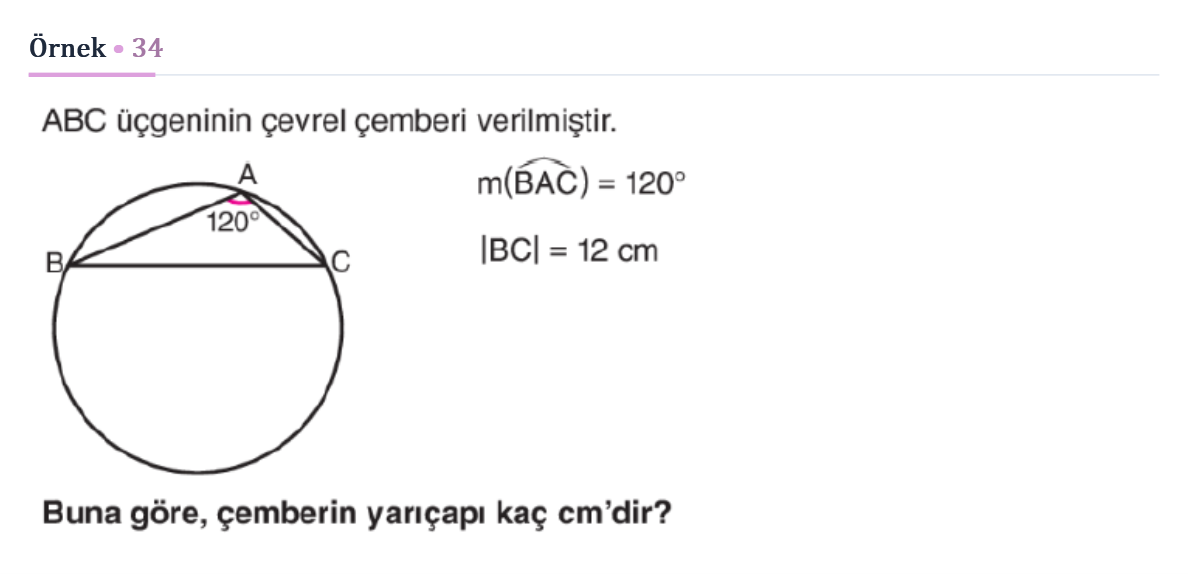 Örnek • 34
ABC üçgeninin çevrel çemberi verilmiştir.
A
m(BAC) = 120°
120°
|BC| = 12 cm
B
C
Buna göre, çemberin yarıçapı kaç cm'dir?